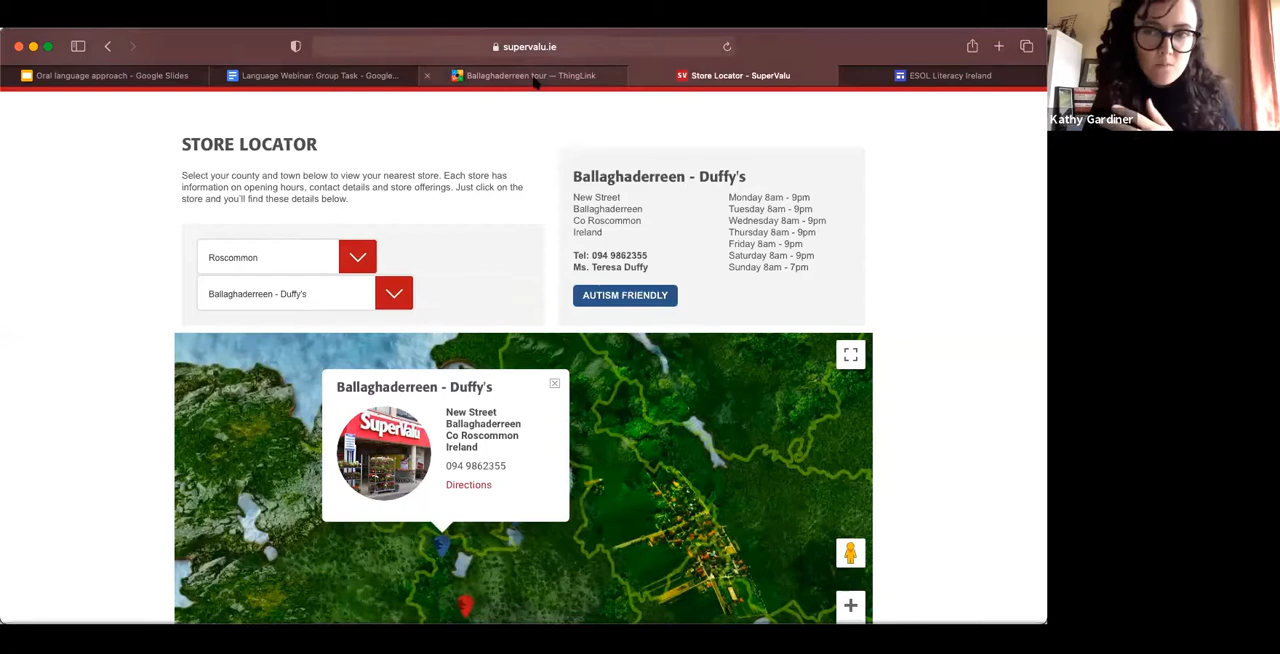 supervalu.ie
Oral language approach - Google Slides
Language Webinar: Group Task - Google...
Ballaghaderreen tour — ThingLink
SV Store Locator - SuperValu
ESOL Literacy Ireland
Kathy Gardiner
STORE LOCATOR
Select your county and town below to view your nearest store. Each store has
information on opening hours, contact details and store offerings. Just click on the
store and you'll find these details below.
Roscommon
Ballaghaderreen - Duffy's
Ballaghaderreen - Duffy's
New Street
Ballaghaderreen
Co Roscommon
Ireland
Tel: 094 9862355
Ms. Teresa Duffy
Monday 8am - 9pm
Tuesday 8am - 9pm
Wednesday 8am - 9pm
Thursday 8am - 9pm
Friday 8am - 9pm
Saturday 8am - 9pm
Sunday 8am - 7pm
AUTISM FRIENDLY
Ballaghaderreen - Duffy's
SuperValu
New Street
Ballaghaderreen
Co Roscommon
Ireland
094 9862355
Directions